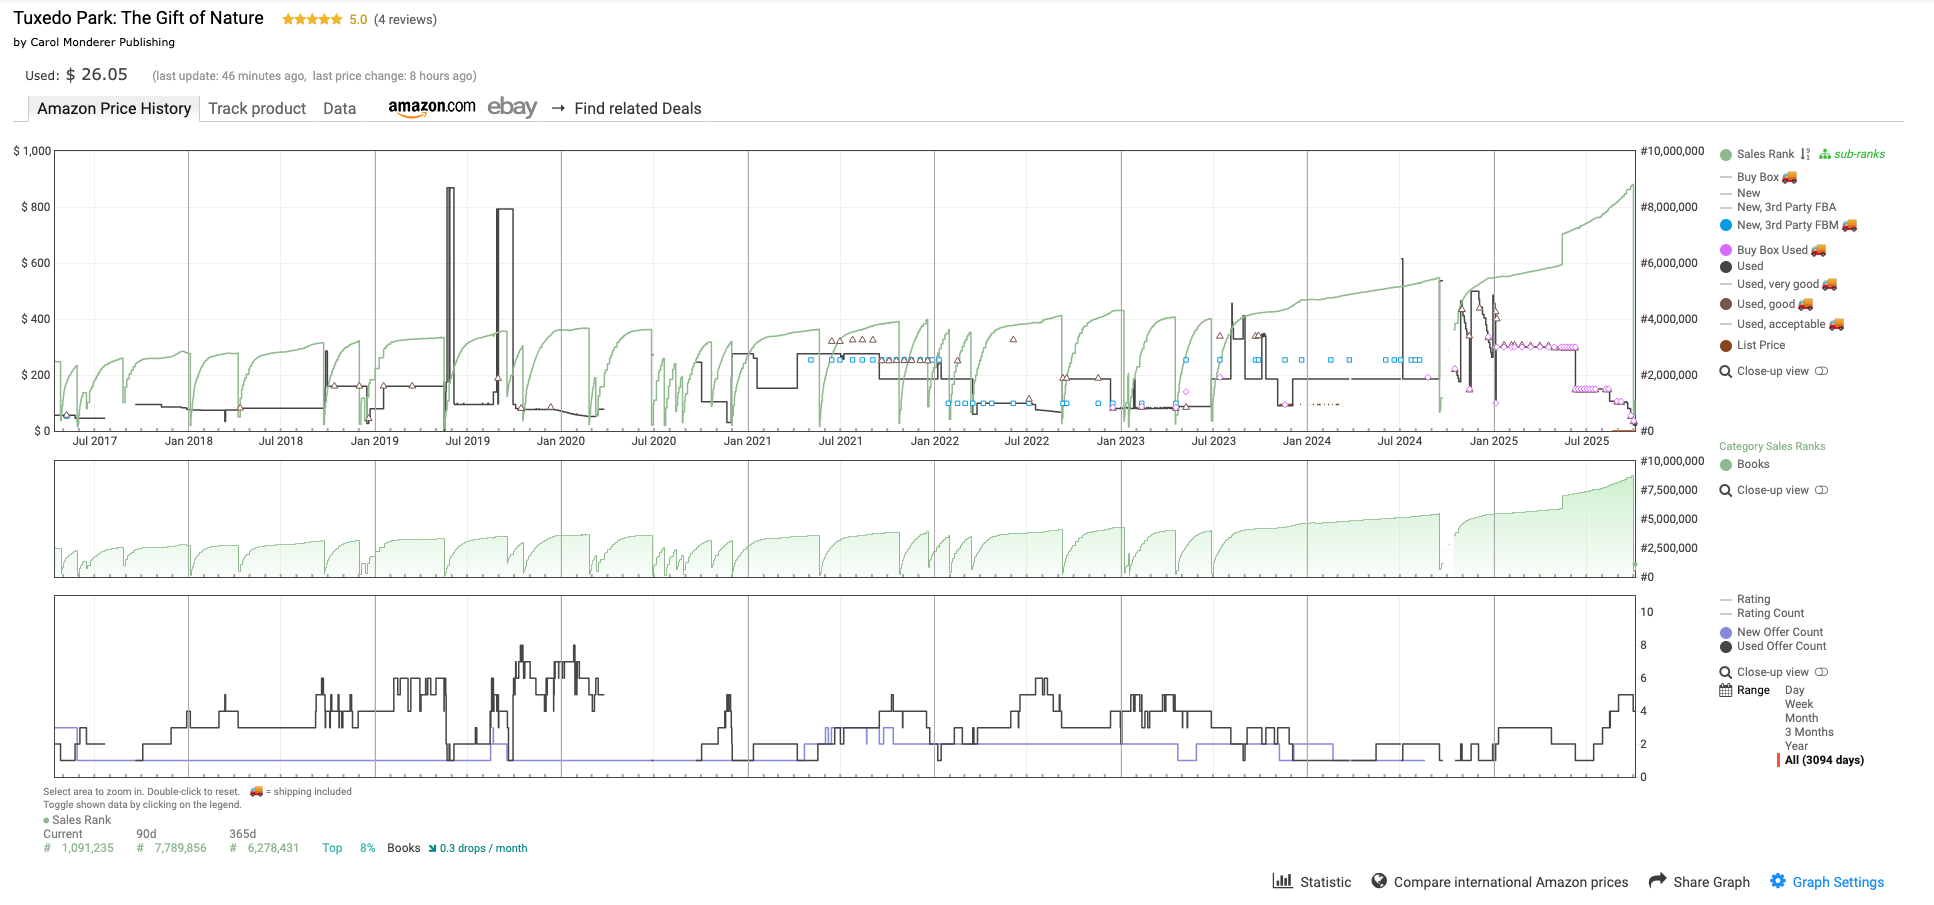 Tuxedo Park: The Gift of Nature 5.0 (4 reviews)
by Carol Monderer Publishing
Used: $ 26.05 (last update: 46 minutes ago, last price change: 8 hours ago)
Amazon Price History Track product Data amazon.com ebay → Find related Deals
$ 1,000
$ 800
$ 600
$ 400
$ 200
$ 0
#10,000,000
#8,000,000
#6,000,000
#4,000,000
#2,000,000
#0
Jul 2017 Jan 2018 Jul 2018 Jan 2019 Jul 2019 Jan 2020 Jul 2020 Jan 2021 Jul 2021 Jan 2022 Jul 2022 Jan 2023 Jul 2023 Jan 2024 Jul 2024 Jan 2025 Jul 2025
Sales Rank sub-ranks
Buy Box
New
New, 3rd Party FBA
New, 3rd Party FBM
Buy Box Used
Used
Used, very good
Used, good
Used, acceptable
List Price
Close-up view
#10,000,000
#7,500,000
#5,000,000
#2,500,000
#0
Category Sales Ranks
Books
Close-up view
10
8
6
4
2
0
Rating
Rating Count
New Offer Count
Used Offer Count
Close-up view
Range Day
Week
Month
3 Months
Year
All (3094 days)
Select area to zoom in. Double-click to reset. = shipping included
Toggle shown data by clicking on the legend.
Sales Rank
Current 90d 365d
# 1,091,235 # 7,789,856 # 6,278,431 Top 8% Books 0.3 drops / month
Statistic Compare international Amazon prices Share Graph Graph Settings